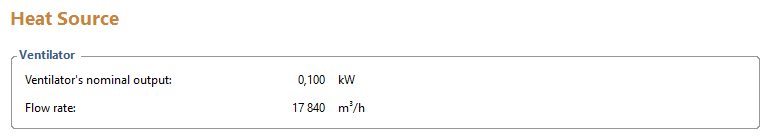 Heat Source
Ventilator
Ventilator's nominal output: 0,100 kW
Flow rate: 17 840 m³/h